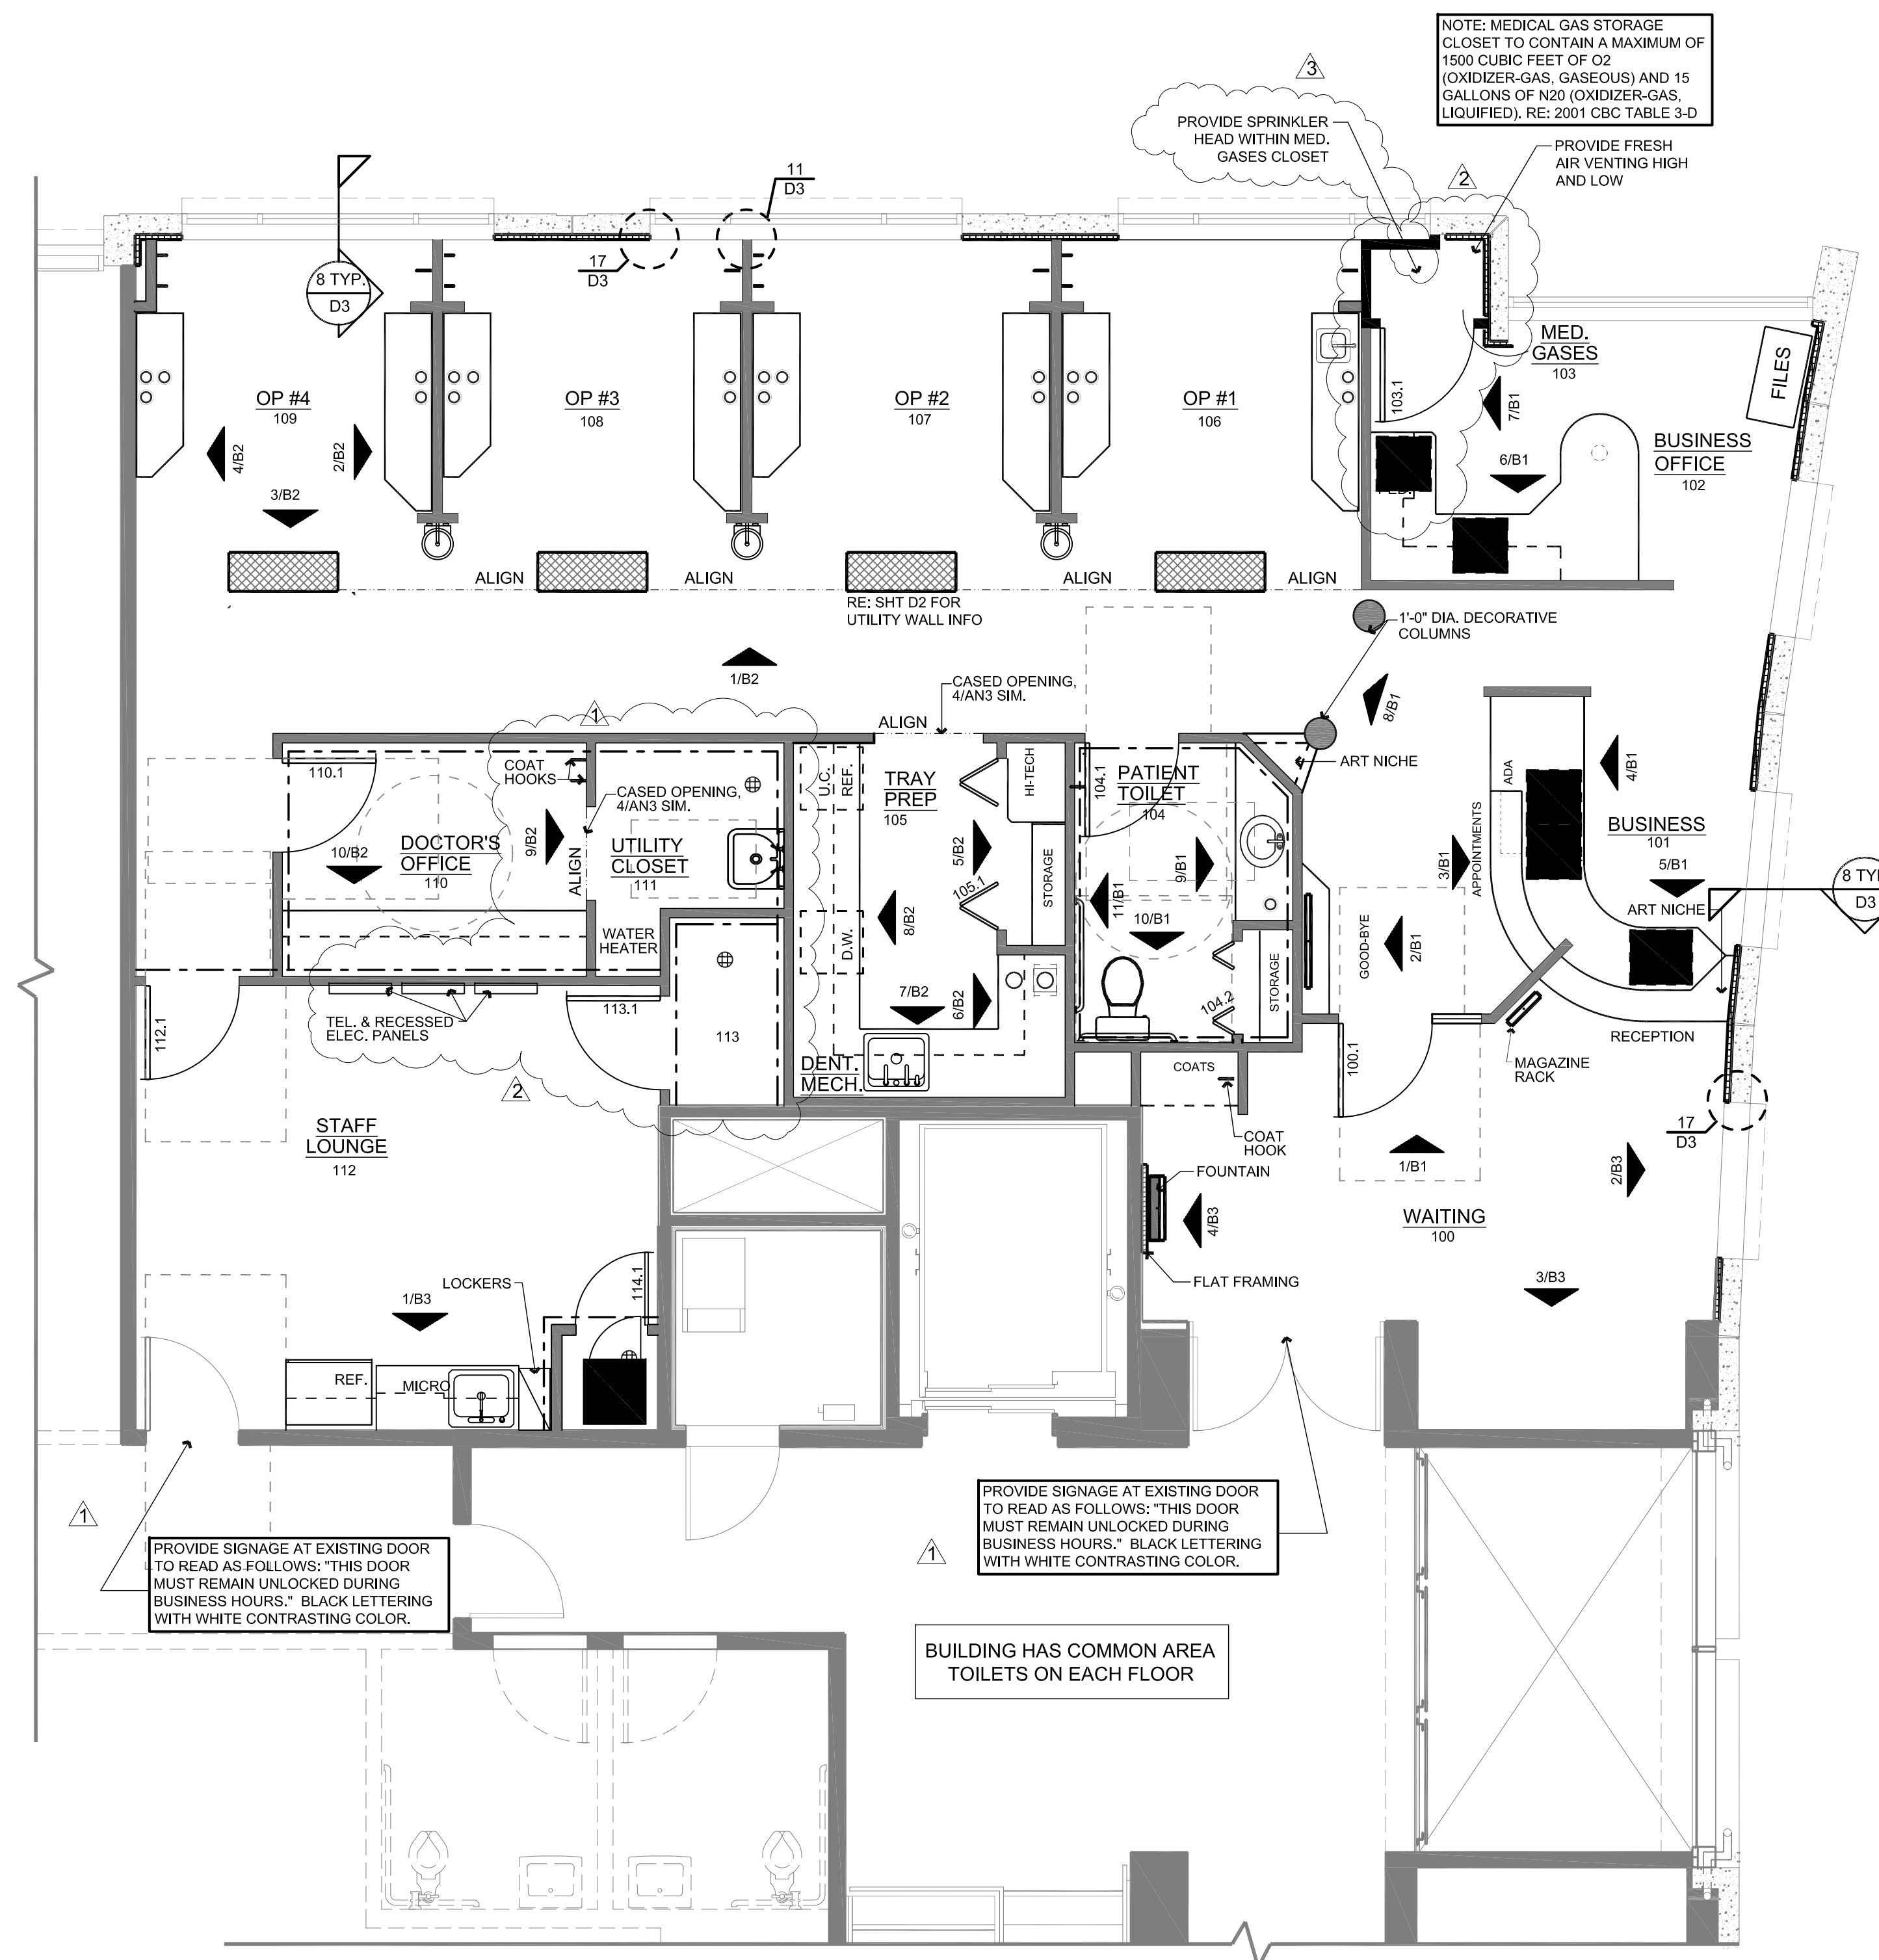 NOTE: MEDICAL GAS STORAGE
CLOSET TO CONTAIN A MAXIMUM OF
1500 CUBIC FEET OF O2
(OXIDIZER-GAS, GASEOUS) AND 15
GALLONS OF N20 (OXIDIZER-GAS,
LIQUIFIED). RE: 2001 CBC TABLE 3-D
3
PROVIDE SPRINKLER
HEAD WITHIN MED.
GASES CLOSET
PROVIDE FRESH
AIR VENTING HIGH
AND LOW
2
11
D3
17
D3
8 TYP.
D3
OP #4
109
OP #3
108
OP #2
107
OP #1
106
MED.
GASES
103
103.1
7/B1
FILES
BUSINESS
OFFICE
102
6/B1
4/B2
2/B2
3/B2
ALIGN
ALIGN
ALIGN
ALIGN
RE: SHT D2 FOR
UTILITY WALL INFO
1'-0" DIA. DECORATIVE
COLUMNS
1/B2
CASED OPENING,
4/AN3 SIM.
ALIGN
8/B1
1
110.1
COAT
HOOKS
CASED OPENING,
4/AN3 SIM.
DOCTOR'S
OFFICE
110
10/B2
9/B2
ALIGN
UTILITY
CLOSET
111
WATER
HEATER
U.C.
REF.
TRAY
PREP
105
HI-TECH
5/B2
105.1
STORAGE
8/B2
D.W.
7/B2
6/B2
DENT.
MECH.
104.1
PATIENT
TOILET
104
9/B1
11/B1
10/B1
104.2
STORAGE
ART NICHE
ADA
4/B1
BUSINESS
101
5/B1
3/B1
APPOINTMENTS
ART NICHE
8 TYP
D3
GOOD-BYE
2/B1
RECEPTION
MAGAZINE
RACK
100.1
17
D3
112.1
TEL. & RECESSED
ELEC. PANELS
113.1
113
2
STAFF
LOUNGE
112
COATS
COAT
HOOK
FOUNTAIN
4/B3
FLAT FRAMING
1/B1
2/B3
WAITING
100
3/B3
LOCKERS
114.1
1/B3
REF.
MICRO
1
PROVIDE SIGNAGE AT EXISTING DOOR
TO READ AS FOLLOWS: "THIS DOOR
MUST REMAIN UNLOCKED DURING
BUSINESS HOURS." BLACK LETTERING
WITH WHITE CONTRASTING COLOR.
1
PROVIDE SIGNAGE AT EXISTING DOOR
TO READ AS FOLLOWS: "THIS DOOR
MUST REMAIN UNLOCKED DURING
BUSINESS HOURS." BLACK LETTERING
WITH WHITE CONTRASTING COLOR.
BUILDING HAS COMMON AREA
TOILETS ON EACH FLOOR